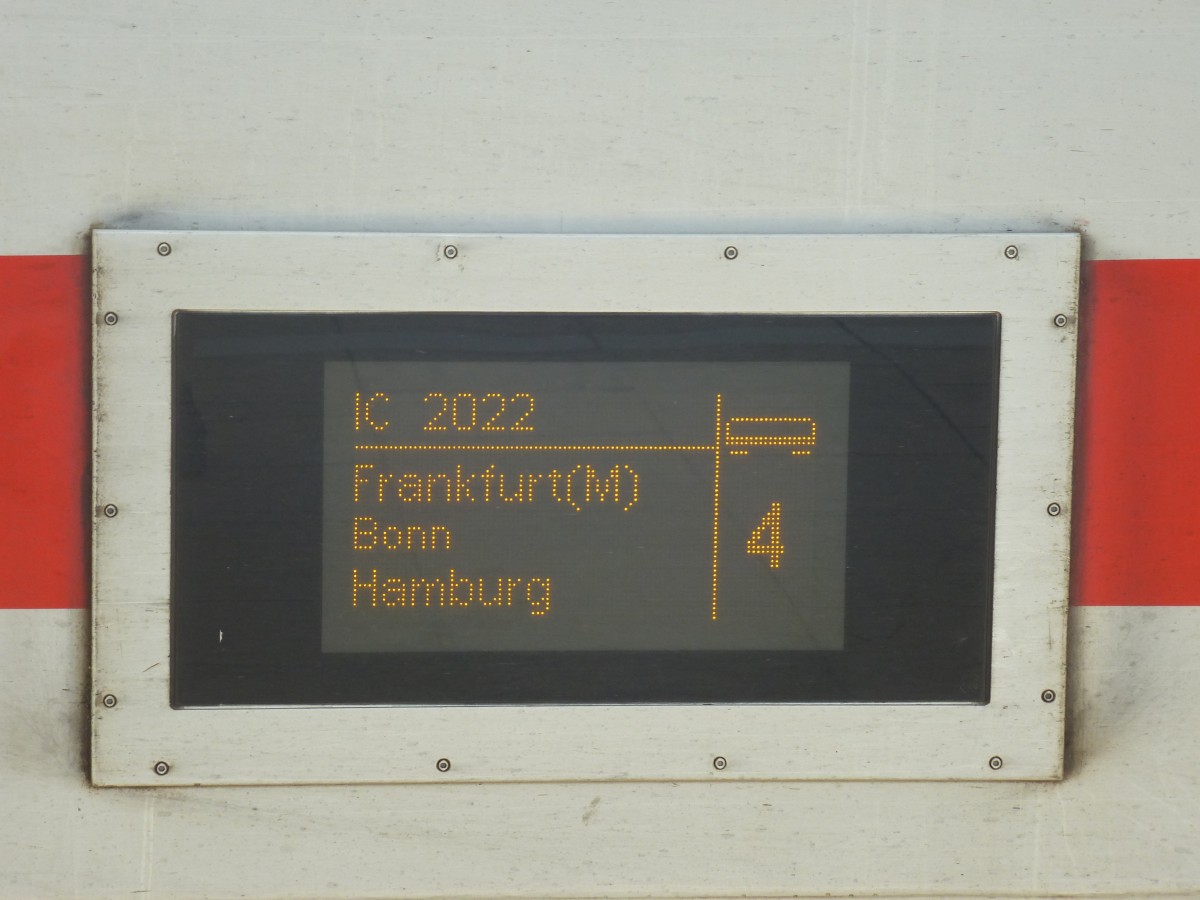 IC 2022
Frankfurt(M)
Bonn
Hamburg
4